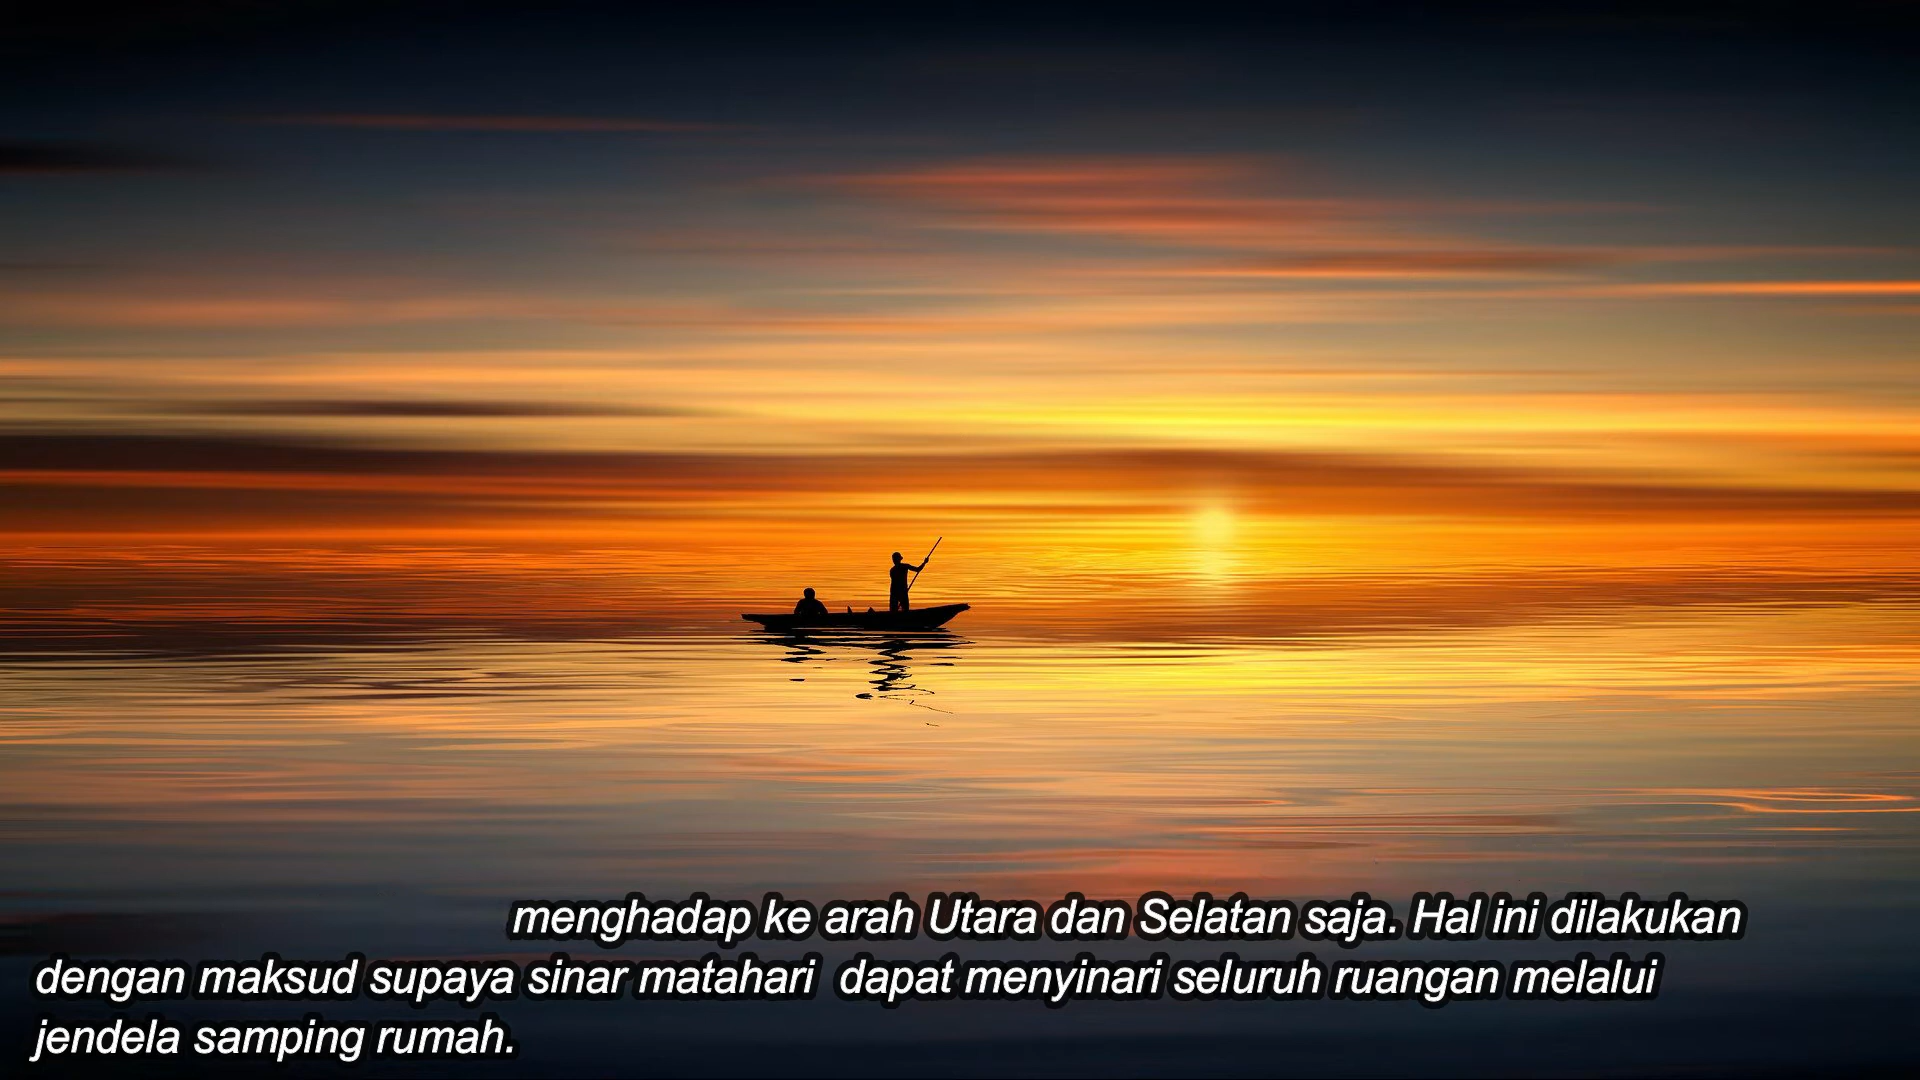 menghadap ke arah Utara dan Selatan saja. Hal ini dilakukan
dengan maksud supaya sinar matahari  dapat menyinari seluruh ruangan melalui
jendela samping rumah.